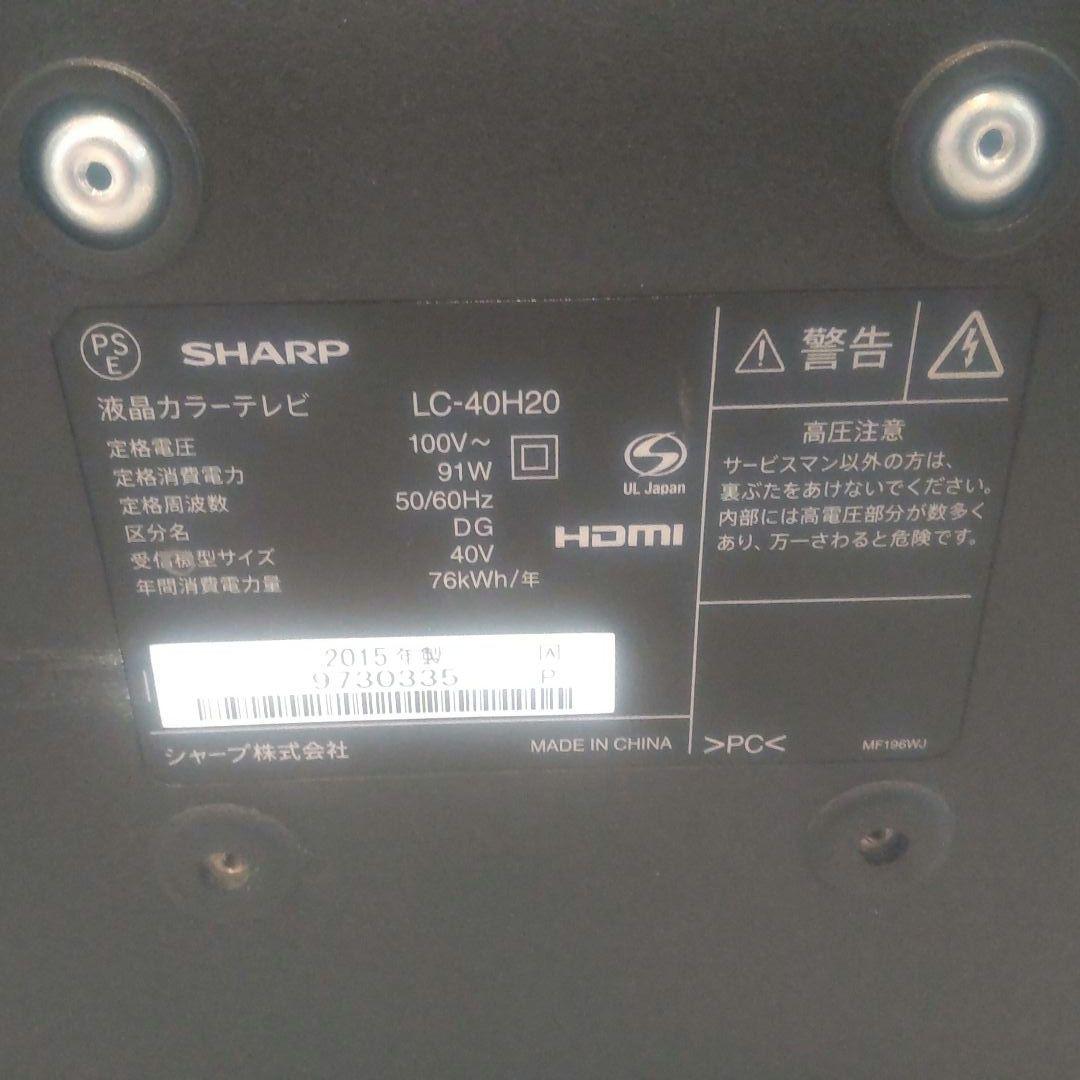 PS
E
SHARP
液晶カラーテレビ LC-40H20
定格電圧 100V～
定格消費電力 91W
定格周波数 50/60Hz
区分名 DG
受信機型サイズ 40V
年間消費電力量 76kWh/年
UL Japan
HDMI
2015年製 [A]
9730335 P
シャープ株式会社 MADE IN CHINA
警告
高圧注意
サービスマン以外の方は、
裏ぶたをあけないでください。
内部には高電圧部分が数多く
あり、万一さわると危険です。
>PC< MF196WJ